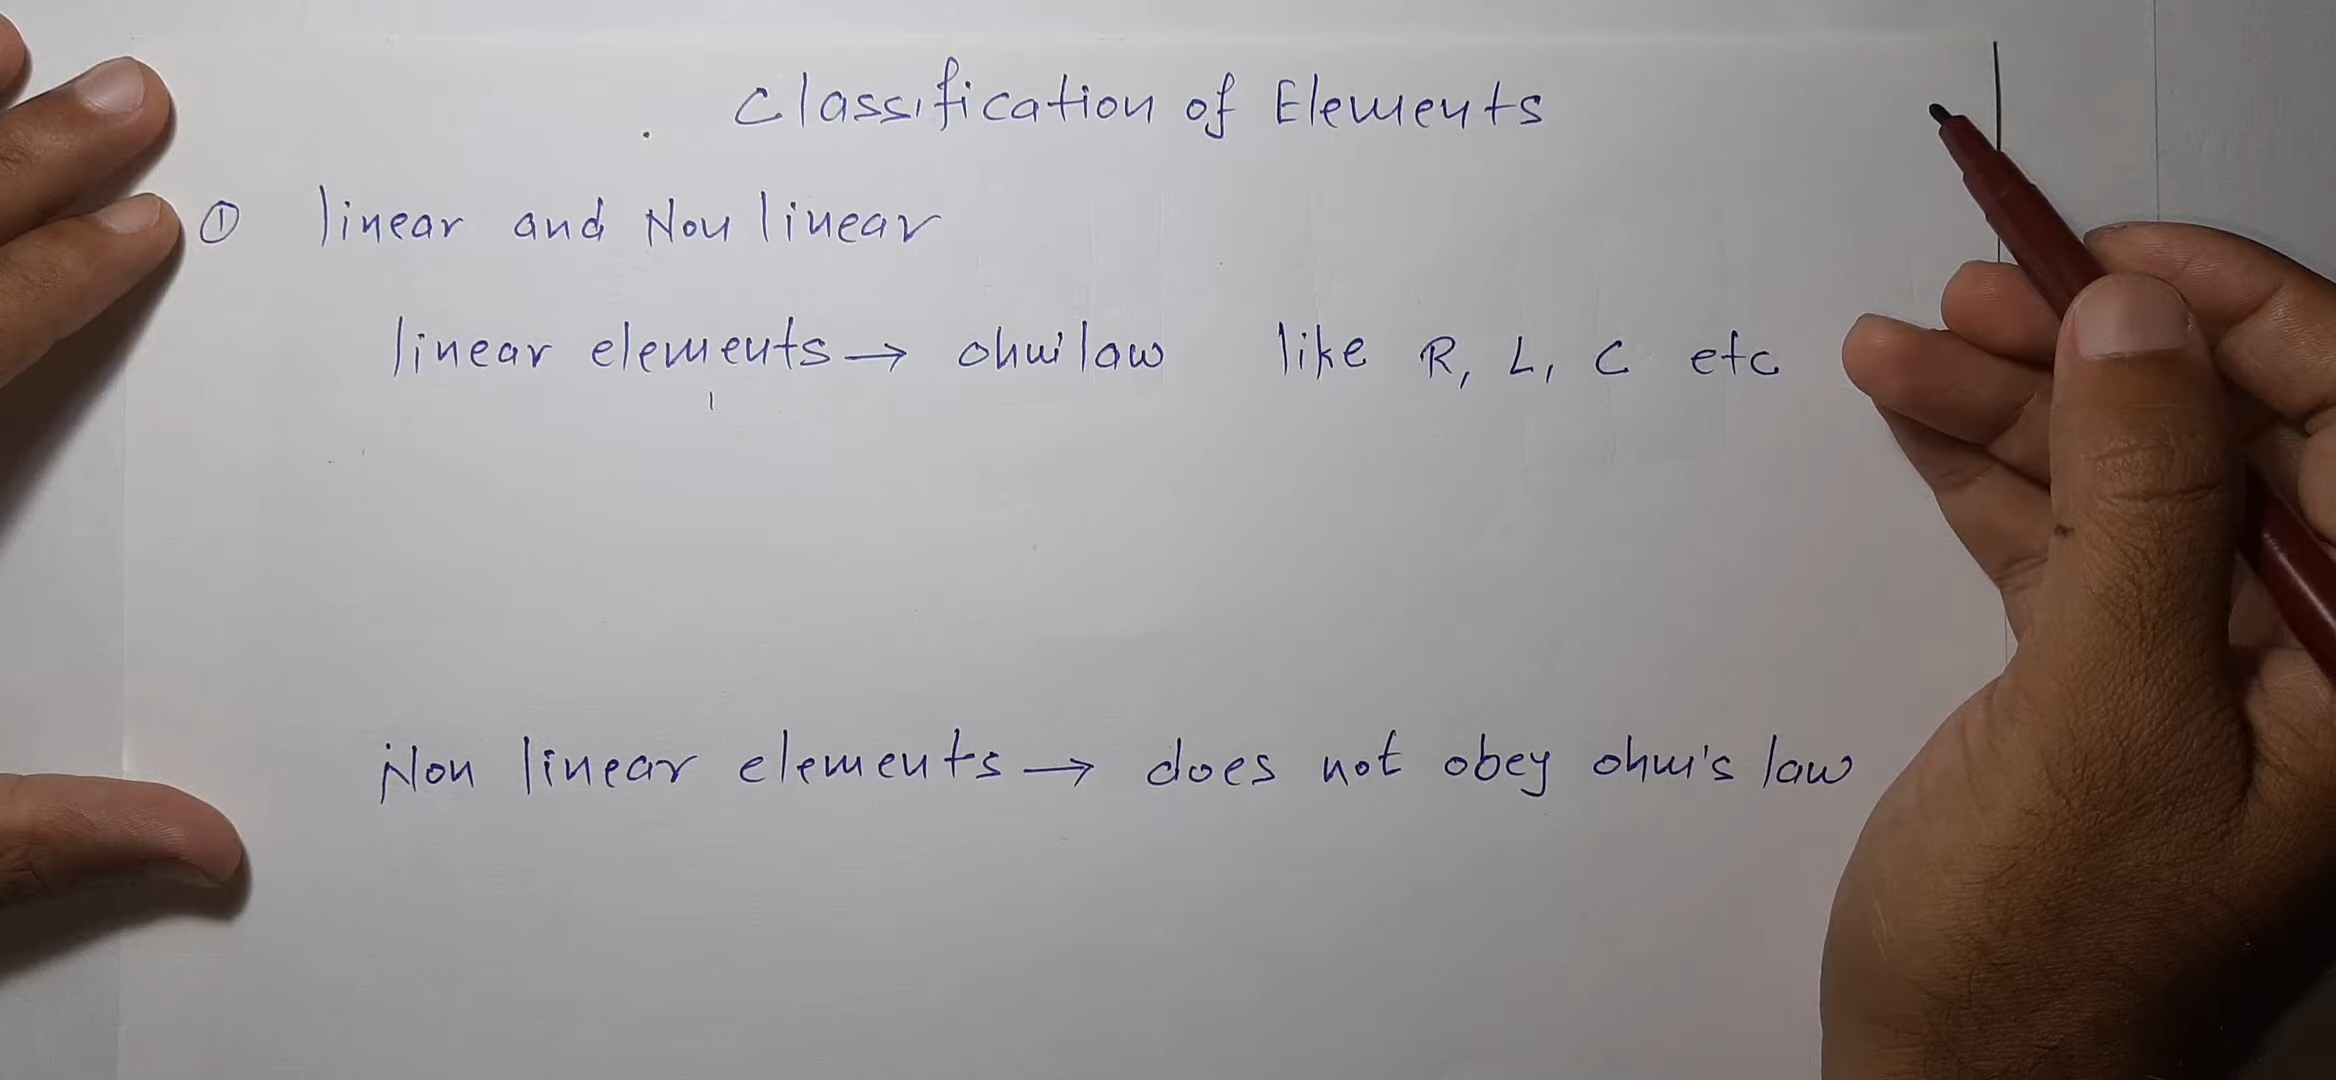 Classification of Elements
① linear and Non linear
linear elements → ohm' law like R, L, C etc
Non linear elements → does not obey ohm's law